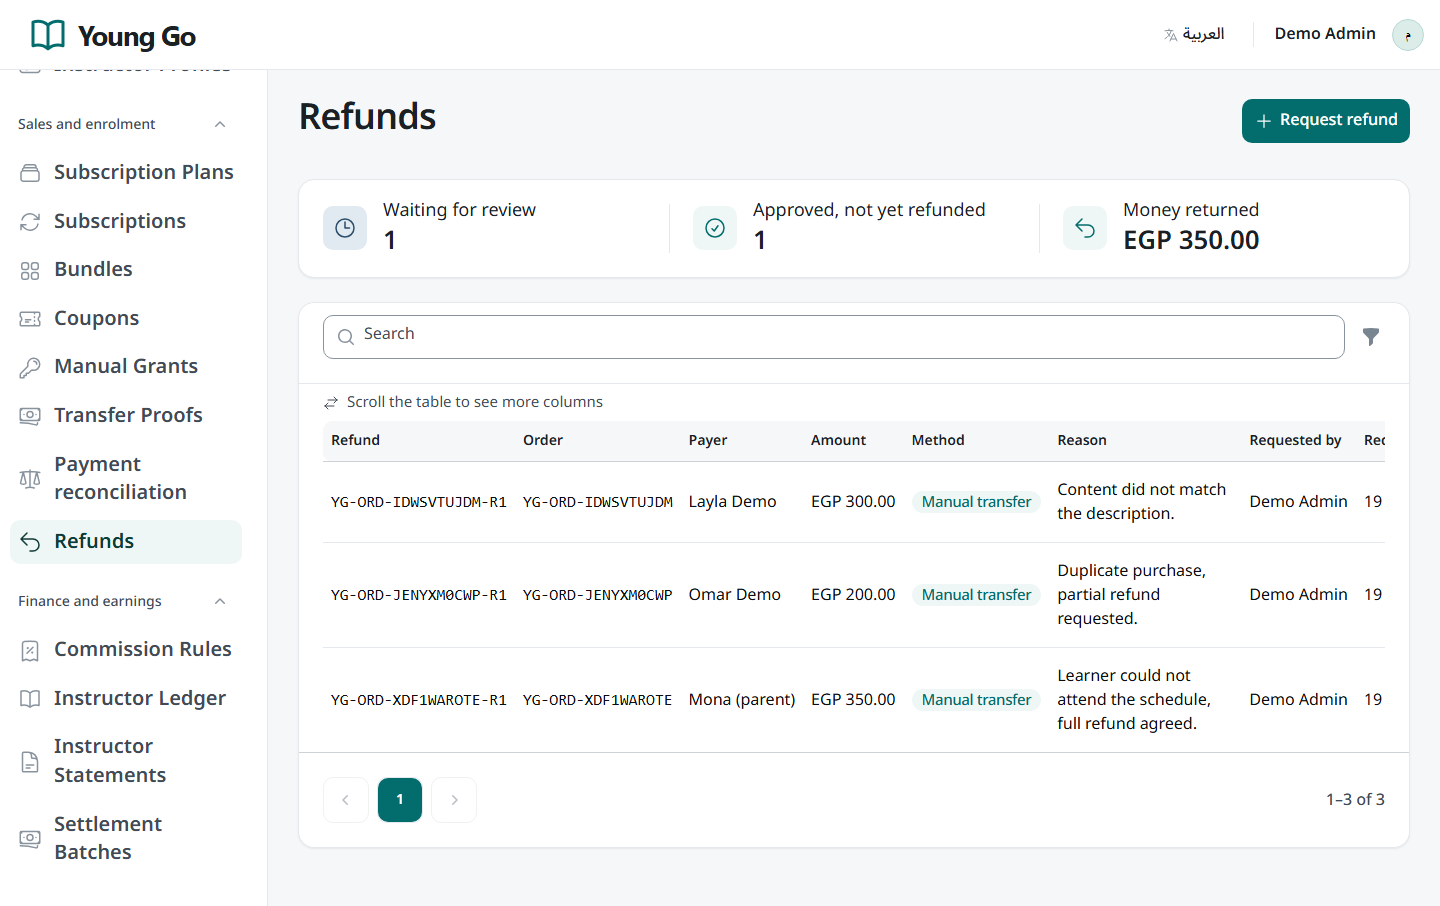 Young Go
العربية
Demo Admin
م
Instructor Profiles
Sales and enrolment
Subscription Plans
Subscriptions
Bundles
Coupons
Manual Grants
Transfer Proofs
Payment
reconciliation
Refunds
Finance and earnings
Commission Rules
Instructor Ledger
Instructor
Statements
Settlement
Batches
Refunds
+ Request refund
Waiting for review
1
Approved, not yet refunded
1
Money returned
EGP 350.00
Search
Scroll the table to see more columns
Refund Order Payer Amount Method Reason Requested by Rec
YG-ORD-IDWSVTUJDM-R1 YG-ORD-IDWSVTUJDM Layla Demo EGP 300.00 Manual transfer Content did not match the description. Demo Admin 19
YG-ORD-JENYXM0CWP-R1 YG-ORD-JENYXM0CWP Omar Demo EGP 200.00 Manual transfer Duplicate purchase, partial refund requested. Demo Admin 19
YG-ORD-XDF1WAROTE-R1 YG-ORD-XDF1WAROTE Mona (parent) EGP 350.00 Manual transfer Learner could not attend the schedule, full refund agreed. Demo Admin 19
1
1–3 of 3